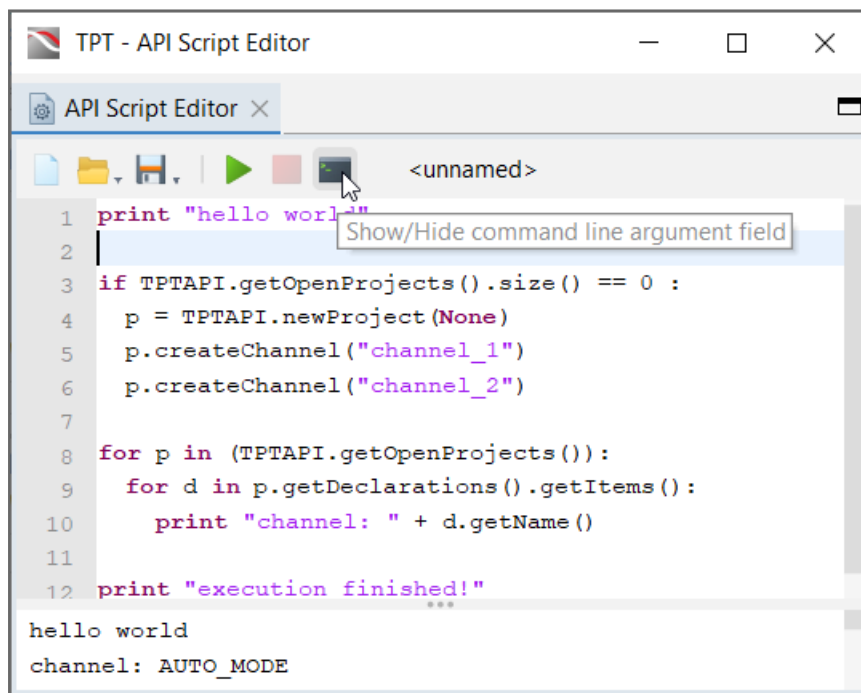 TPT - API Script Editor
API Script Editor
<unnamed>
1 print "hello world"
Show/Hide command line argument field
2
3 if TPTAPI.getOpenProjects().size() == 0 :
4 p = TPTAPI.newProject(None)
5 p.createChannel("channel_1")
6 p.createChannel("channel_2")
7
8 for p in (TPTAPI.getOpenProjects()):
9 for d in p.getDeclarations().getItems():
10 print "channel: " + d.getName()
11
12 print "execution finished!"
hello world
channel: AUTO_MODE